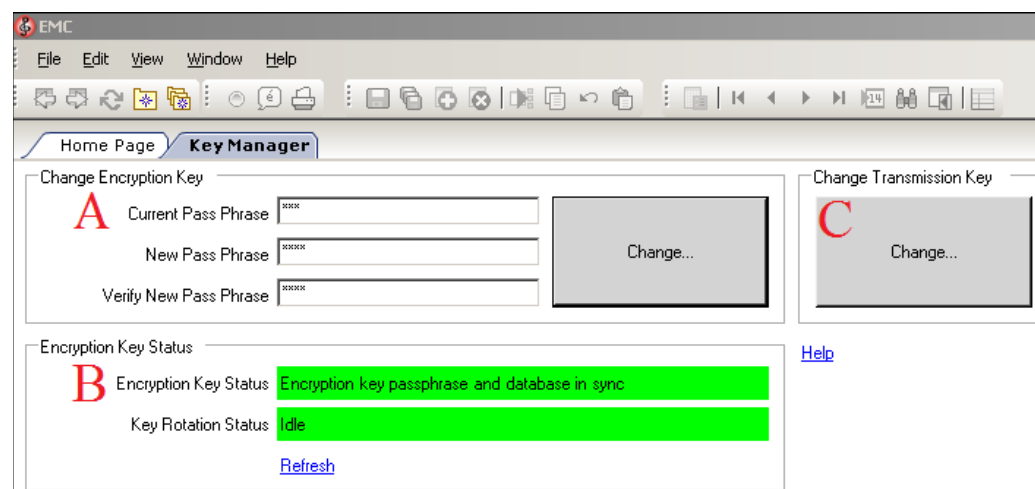 EMC
File Edit View Window Help
Home Page Key Manager
Change Encryption Key
A
Current Pass Phrase ***
New Pass Phrase ****
Verify New Pass Phrase ****
Change...
Change Transmission Key
C
Change...
Help
Encryption Key Status
B
Encryption Key Status Encryption key passphrase and database in sync
Key Rotation Status Idle
Refresh